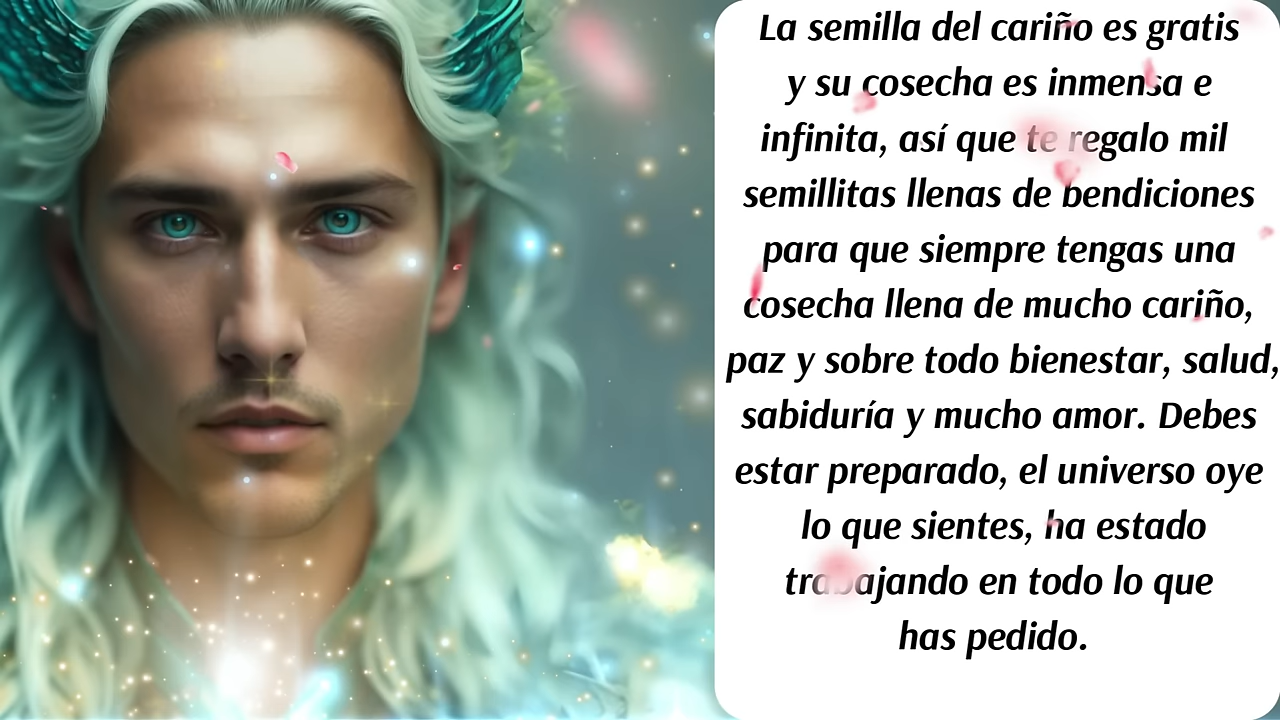 La semilla del cariño es gratis
y su cosecha es inmensa e
infinita, así que te regalo mil
semillitas llenas de bendiciones
para que siempre tengas una
cosecha llena de mucho cariño,
paz y sobre todo bienestar, salud,
sabiduría y mucho amor. Debes
estar preparado, el universo oye
lo que sientes, ha estado
trabajando en todo lo que
has pedido.